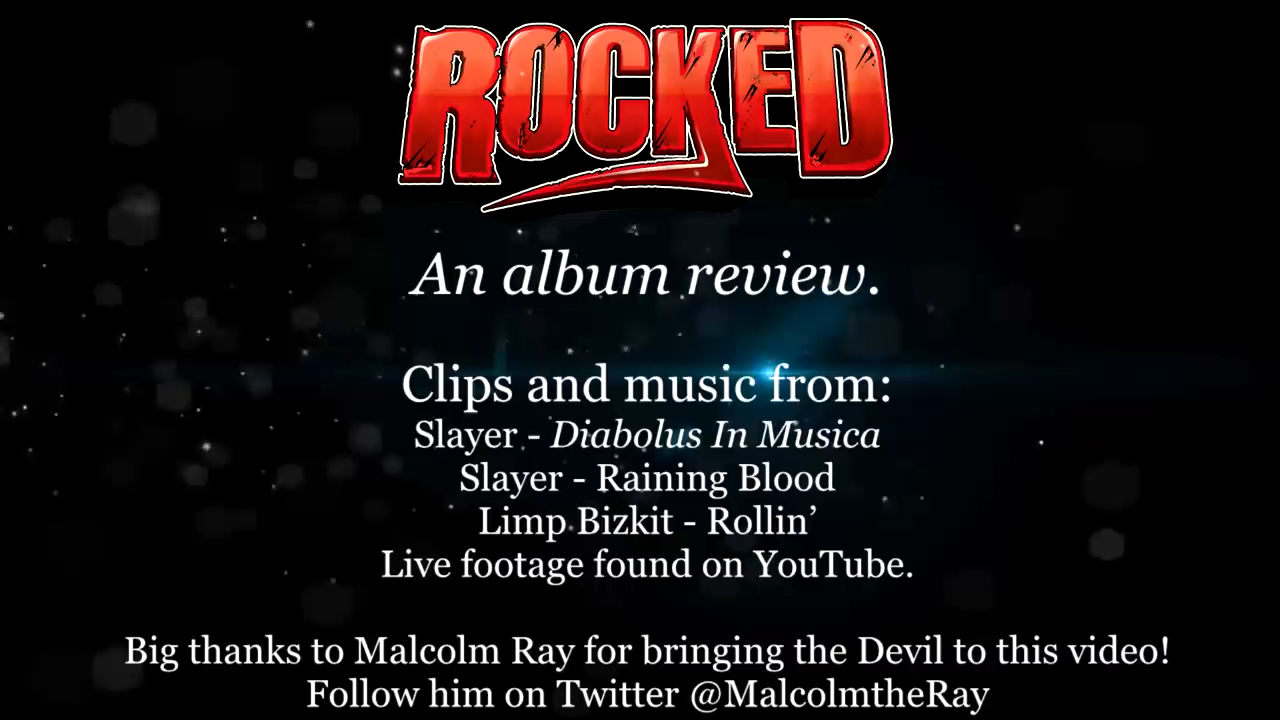 ROCKED
An album review.
Clips and music from:
Slayer - Diabolus In Musica
Slayer - Raining Blood
Limp Bizkit - Rollin’
Live footage found on YouTube.
Big thanks to Malcolm Ray for bringing the Devil to this video!
Follow him on Twitter @MalcolmtheRay